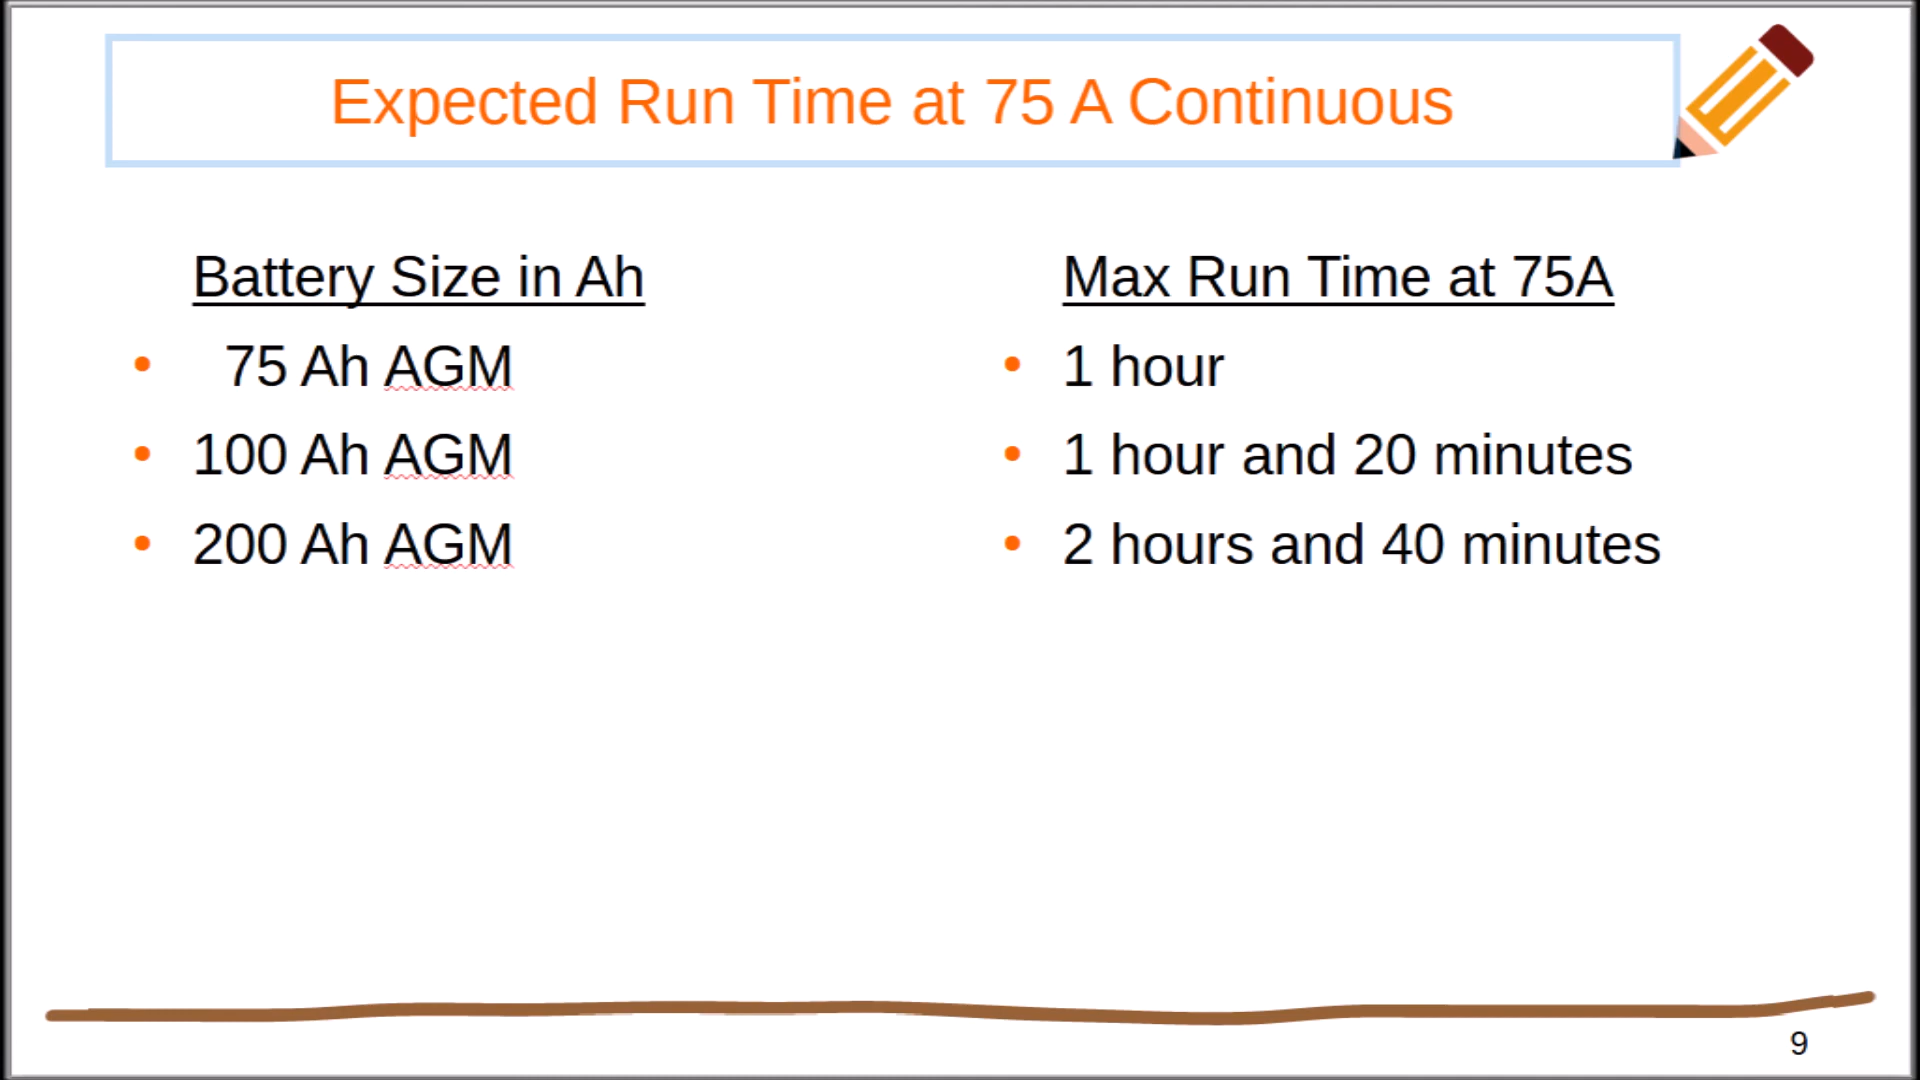 Expected Run Time at 75 A Continuous
Battery Size in Ah
• 75 Ah AGM
• 100 Ah AGM
• 200 Ah AGM
Max Run Time at 75A
• 1 hour
• 1 hour and 20 minutes
• 2 hours and 40 minutes
9